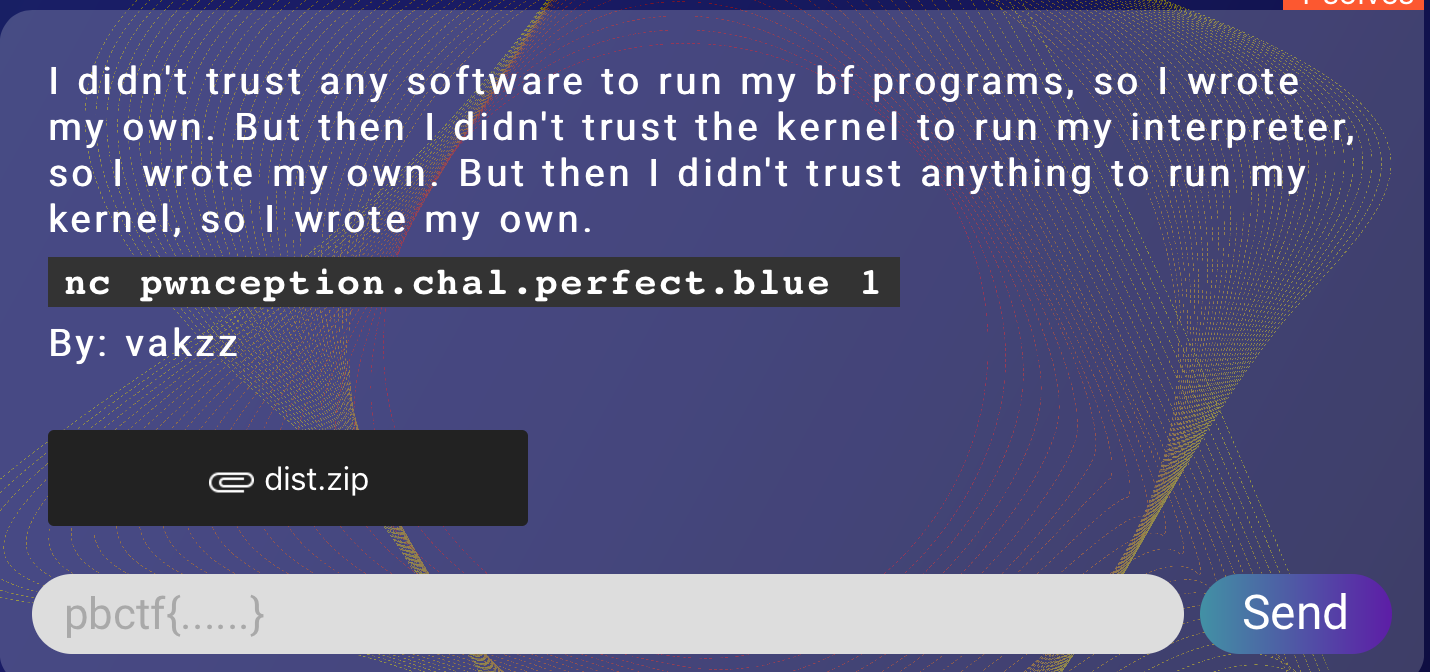 I didn't trust any software to run my bf programs, so I wrote
my own. But then I didn't trust the kernel to run my interpreter,
so I wrote my own. But then I didn't trust anything to run my
kernel, so I wrote my own.
nc pwnception.chal.perfect.blue 1
By: vakzz
dist.zip
pbctf{......}
Send